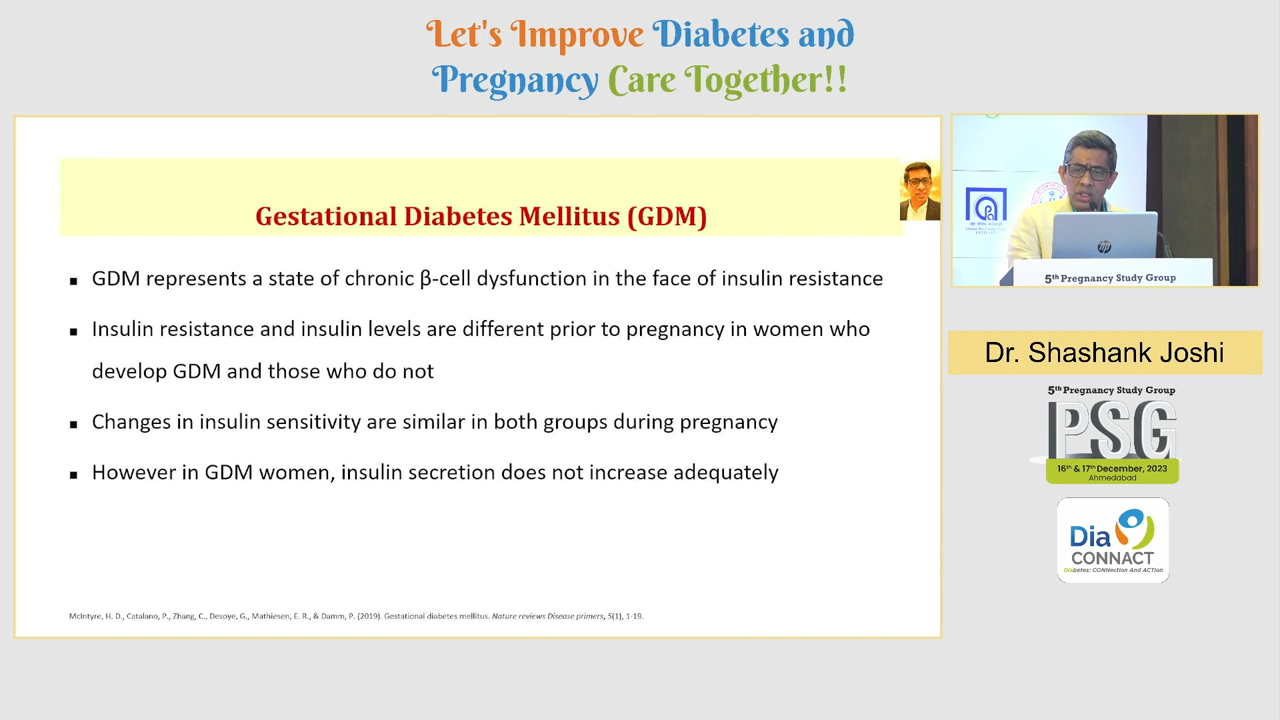 Let's Improve Diabetes and
Pregnancy Care Together!!
Gestational Diabetes Mellitus (GDM)
GDM represents a state of chronic β-cell dysfunction in the face of insulin resistance
Insulin resistance and insulin levels are different prior to pregnancy in women who
develop GDM and those who do not
Changes in insulin sensitivity are similar in both groups during pregnancy
However in GDM women, insulin secretion does not increase adequately
McIntyre, H. D., Catalano, P., Zhang, C., Desoye, G., Mathiesen, E. R., & Damm, P. (2019). Gestational diabetes mellitus. Nature reviews Disease primers, 5(1), 1-19.
hp
5th Pregnancy Study Group
Dr. Shashank Joshi
5th Pregnancy Study Group
PSG
16th & 17th December, 2023
Ahmedabad
Dia
CONNACT
Diabetes: CONNection And ACTion